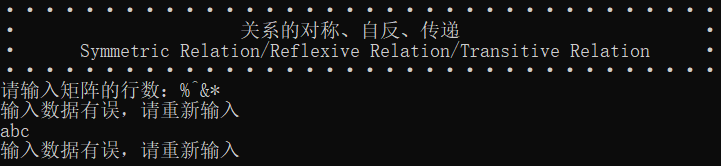 关系的对称、自反、传递
Symmetric Relation/Reflexive Relation/Transitive Relation
请输入矩阵的行数：%^&*
输入数据有误，请重新输入
abc
输入数据有误，请重新输入